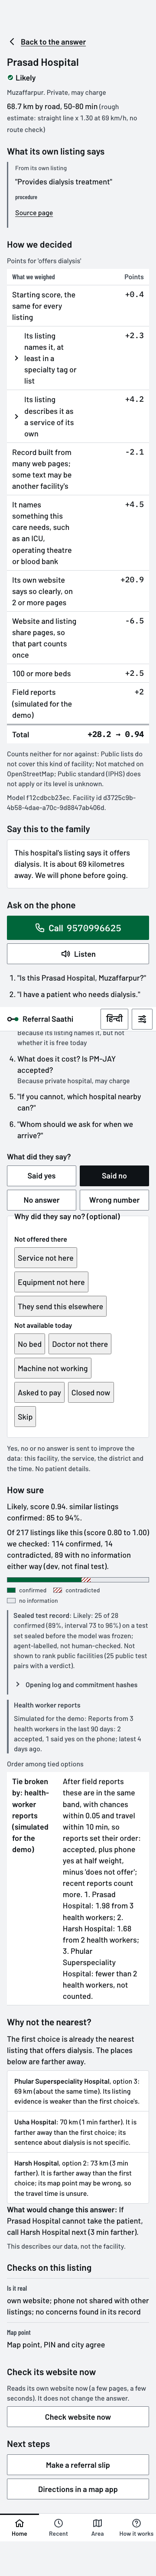 Back to the answer
Prasad Hospital
Likely
Muzaffarpur. Private, may charge
68.7 km by road, 50-80 min (rough
estimate: straight line x 1.30 at 69 km/h, no
route check)
What its own listing says
From its own listing
"Provides dialysis treatment"
procedure
Source page
How we decided
Points for 'offers dialysis'
What we weighed Points
Starting score, the +0.4
same for every
listing
Its listing +2.3
names it, at
least in a
specialty tag or
list
Its listing +4.2
describes it as
a service of its
own
Record built from -2.1
many web pages;
some text may be
another facility's
It names +4.5
something this
care needs, such
as an ICU,
operating theatre
or blood bank
Its own website +20.9
says so clearly, on
2 or more pages
Website and listing -6.5
share pages, so
that part counts
once
100 or more beds +2.5
Field reports +2
(simulated for the
demo)
Total +28.2 → 0.94
Counts neither for nor against: Public lists do
not cover this kind of facility; Not matched on
OpenStreetMap; Public standard (IPHS) does
not apply or its level is unknown.
Model f12cdbcb23ec. Facility id d3725c9b-
4b58-4dae-a70c-9d8847ab406d.
Say this to the family
This hospital's listing says it offers
dialysis. It is about 69 kilometres
away. We will phone before going.
Ask on the phone
Call 9570996625
Listen
1. "Is this Prasad Hospital, Muzaffarpur?"
2. "I have a patient who needs dialysis."
Referral Saathi हिन्दी
Because its listing names it, but not
whether it is free today
4. What does it cost? Is PM-JAY
accepted?
Because private hospital, may charge
5. "If you cannot, which hospital nearby
can?"
6. "Whom should we ask for when we
arrive?"
What did they say?
Said yes
Said no
No answer
Wrong number
Why did they say no? (optional)
Not offered there
Service not here
Equipment not here
They send this elsewhere
Not available today
No bed
Doctor not there
Machine not working
Asked to pay
Closed now
Skip
Yes, no or no answer is sent to improve the
data: this facility, the service, the district and
the time. No patient details.
How sure
Likely, score 0.94. similar listings
confirmed: 85 to 94%.
Of 217 listings like this (score 0.80 to 1.00)
we checked: 114 confirmed, 14
contradicted, 89 with no information
either way (dev, not final test).
confirmed contradicted
no information
Sealed test record: Likely: 25 of 28
confirmed (89%, interval 73 to 96%) on a test
set sealed before the model was frozen;
agent-labelled, not human-checked. Not
shown to rank public facilities (25 public test
pairs with a verdict).
Opening log and commitment hashes
Health worker reports
Simulated for the demo: Reports from 3
health workers in the last 90 days: 2
accepted, 1 said yes on the phone; latest 4
days ago.
Order among tied options
Tie broken
by: health-
worker
reports
(simulated
for the
demo)
After field reports
these are in the same
band, with chances
within 0.05 and travel
within 10 min, so
reports set their order:
accepted, plus phone
yes at half weight,
minus 'does not offer';
recent reports count
more. 1. Prasad
Hospital: 1.98 from 3
health workers; 2.
Harsh Hospital: 1.68
from 2 health workers;
3. Phular
Superspeciality
Hospital: fewer than 2
health workers, not
counted.
Why not the nearest?
The first choice is already the nearest
listing that offers dialysis. The places
below are farther away.
Phular Superspeciality Hospital, option 3:
69 km (about the same time). Its listing
evidence is weaker than the first choice's.
Usha Hospital: 70 km (1 min farther). It is
farther away than the first choice; its
sentence about dialysis is not specific.
Harsh Hospital, option 2: 73 km (3 min
farther). It is farther away than the first
choice; its map point may be wrong, so
the travel time is unsure.
What would change this answer: If
Prasad Hospital cannot take the patient,
call Harsh Hospital next (3 min farther).
This describes our data, not the facility.
Checks on this listing
Is it real
own website; phone not shared with other
listings; no concerns found in its record
Map point
Map point, PIN and city agree
Check its website now
Reads its own website now (a few pages, a few
seconds). It does not change the answer.
Check website now
Next steps
Make a referral slip
Directions in a map app
Home Recent Area How it works